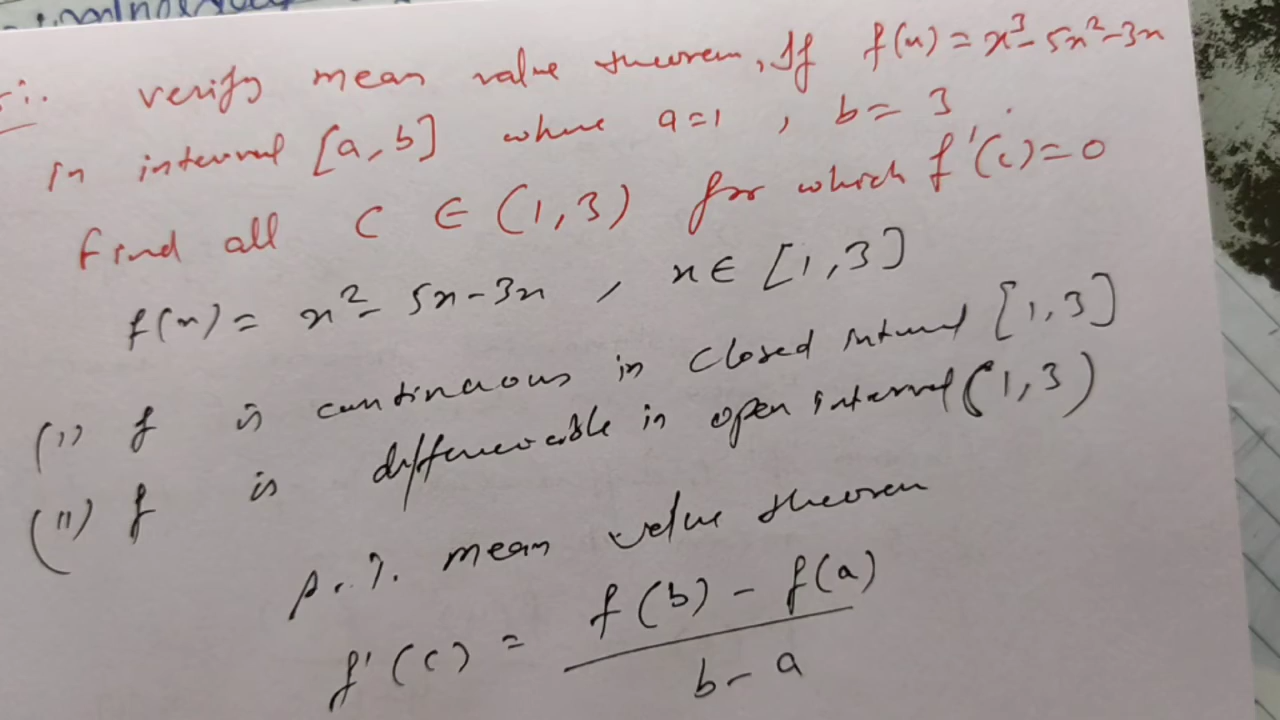 verify mean value theorem, If f(x) = x³- 5x²-3x
in interval [a,b] where a=1 , b= 3 .
find all C ∈ (1,3) for which f'(c)=0
f(x) = x²- 5x-3x , x∈ [1,3]
(i) f is continuous in closed interval [1,3]
(ii) f is differentiable in open interval (1,3)
mean value theorem
f'(c) = f(b) - f(a)
b- a